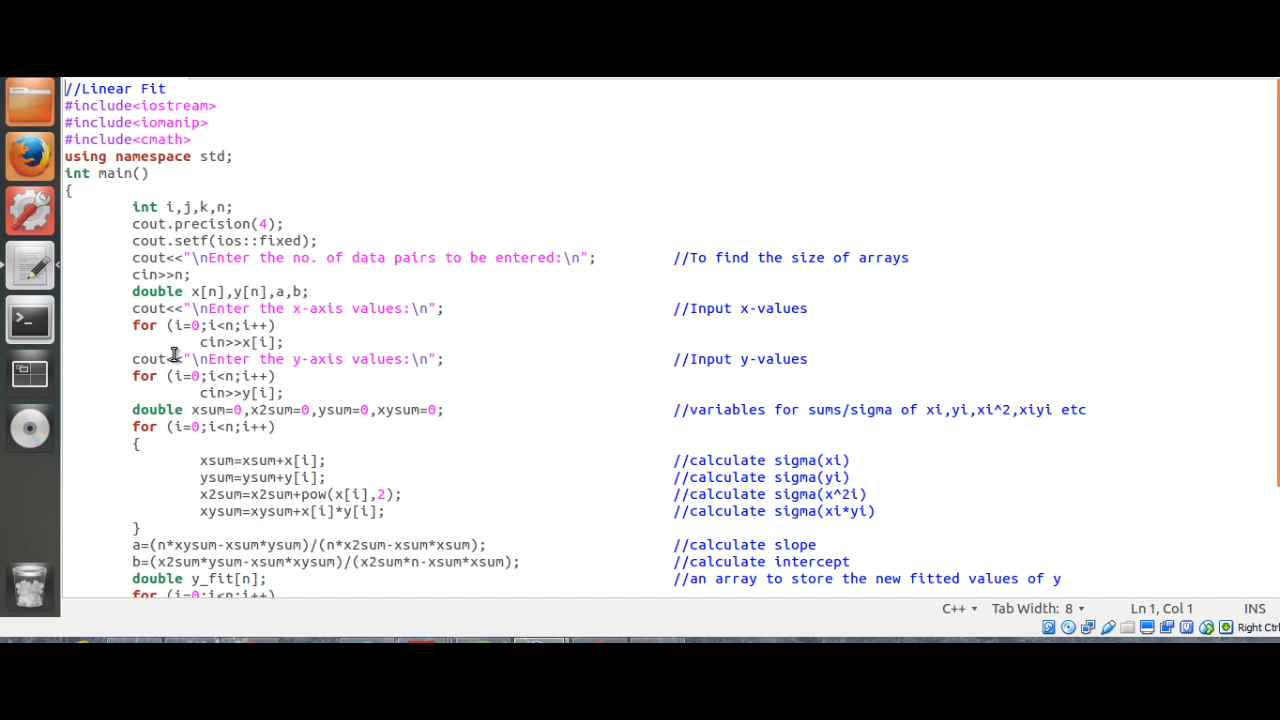 //Linear Fit
#include<iostream>
#include<iomanip>
#include<cmath>
using namespace std;
int main()
{
        int i,j,k,n;
        cout.precision(4);
        cout.setf(ios::fixed);
        cout<<"\nEnter the no. of data pairs to be entered:\n";         //To find the size of arrays
        cin>>n;
        double x[n],y[n],a,b;
        cout<<"\nEnter the x-axis values:\n";                           //Input x-values
        for (i=0;i<n;i++)
                cin>>x[i];
        cout<<"\nEnter the y-axis values:\n";                           //Input y-values
        for (i=0;i<n;i++)
                cin>>y[i];
        double xsum=0,x2sum=0,ysum=0,xysum=0;                           //variables for sums/sigma of xi,yi,xi^2,xiyi etc
        for (i=0;i<n;i++)
        {
                xsum=xsum+x[i];                                         //calculate sigma(xi)
                ysum=ysum+y[i];                                         //calculate sigma(yi)
                x2sum=x2sum+pow(x[i],2);                                //calculate sigma(x^2i)
                xysum=xysum+x[i]*y[i];                                  //calculate sigma(xi*yi)
        }
        a=(n*xysum-xsum*ysum)/(n*x2sum-xsum*xsum);                      //calculate slope
        b=(x2sum*ysum-xsum*xysum)/(x2sum*n-xsum*xsum);                  //calculate intercept
        double y_fit[n];                                                //an array to store the new fitted values of y
        for (i=0;i<n;i++)
C++ Tab Width: 8 Ln 1, Col 1 INS
Right Ctrl